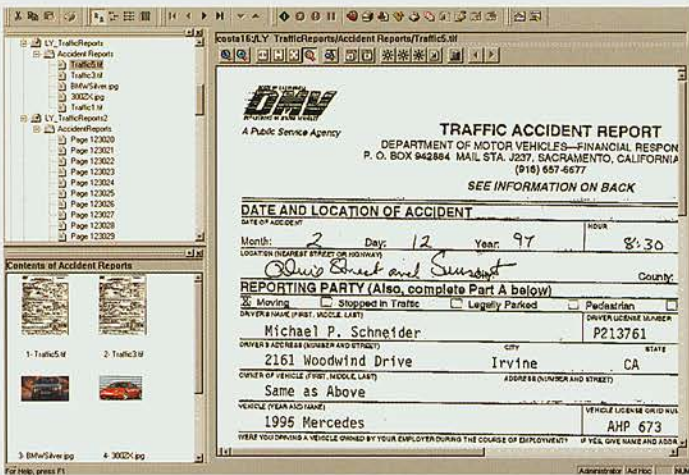 LY_TrafficReports
Accident Reports
Traffic5.tif
Traffic3.tif
BMWSilver.jpg
300ZX.jpg
Traffic1.tif
LY_TrafficReports2
AccidentReports
Page 123020
Page 123021
Page 123022
Page 123023
Page 123024
Page 123025
Page 123026
Page 123027
Page 123028
Page 123029
Contents of Accident Reports
1- Traffic5.tif
2- Traffic3.tif
3- BMWSilver.jpg
4- 300ZX.jpg
costa16:/LY_TrafficReports/Accident Reports/Traffic5.tif
DMV
A Public Service Agency
TRAFFIC ACCIDENT REPORT
DEPARTMENT OF MOTOR VEHICLES—FINANCIAL RESPON
P. O. BOX 942884 MAIL STA. J237, SACRAMENTO, CALIFORNIA
(916) 657-6677
SEE INFORMATION ON BACK
DATE AND LOCATION OF ACCIDENT
DATE OF ACCIDENT
HOUR
Month: 2 Day: 12 Year: 97 8:30
LOCATION (NEAREST STREET OR HIGHWAY)
Street and Sunset
County:
REPORTING PARTY (Also, complete Part A below)
Moving Stopped in Traffic Legally Parked Pedestrian
DRIVER'S NAME (FIRST, MIDDLE, LAST) DRIVER LICENSE NUMBER
Michael P. Schneider P213761
DRIVER'S ADDRESS (NUMBER AND STREET) CITY STATE
2161 Woodwind Drive Irvine CA
OWNER OF VEHICLE (FIRST, MIDDLE, LAST) ADDRESS (NUMBER AND STREET)
Same as Above
VEHICLE (YEAR AND MAKE) VEHICLE LICENSE OR ID NUM
1995 Mercedes AHP 673
WERE YOU DRIVING A VEHICLE OWNED BY YOUR EMPLOYER DURING THE COURSE OF EMPLOYMENT? IF YES, GIVE NAME AND ADDR
For Help, press F1
Administrator Ad Hoc NUM